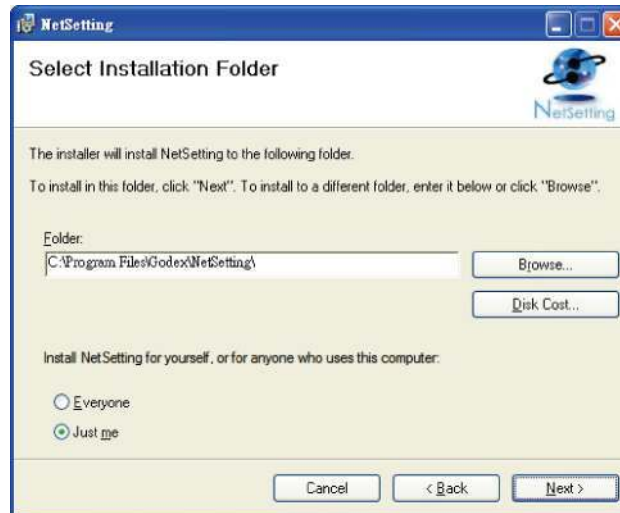 NetSetting
Select Installation Folder
NetSetting
The installer will install NetSetting to the following folder.
To install in this folder, click "Next". To install to a different folder, enter it below or click "Browse".
Folder:
C:\Program Files\Godex\NetSetting\
Browse...
Disk Cost...
Install NetSetting for yourself, or for anyone who uses this computer:
Everyone
Just me
Cancel
< Back
Next >